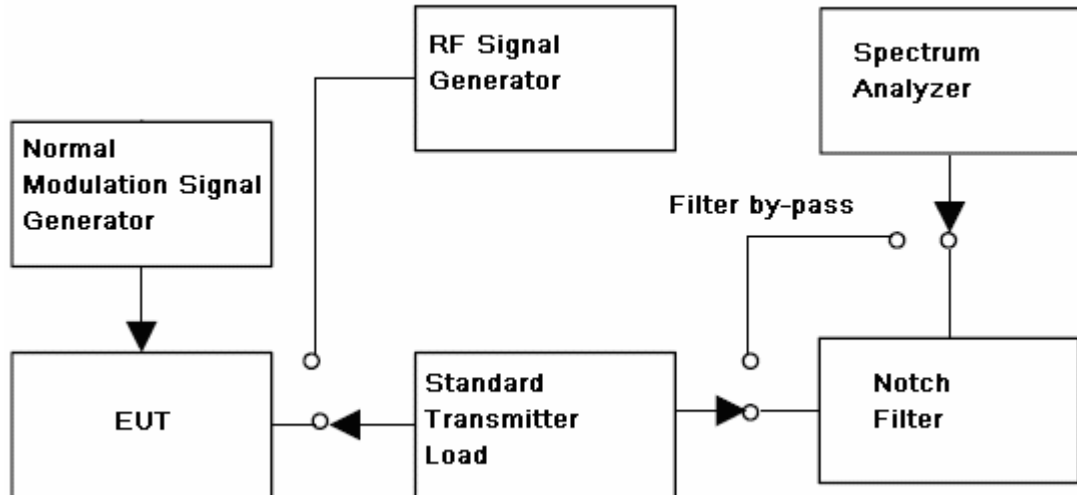 RF Signal
Generator
Spectrum
Analyzer
Normal
Modulation Signal
Generator
Filter by-pass
EUT
Standard
Transmitter
Load
Notch
Filter